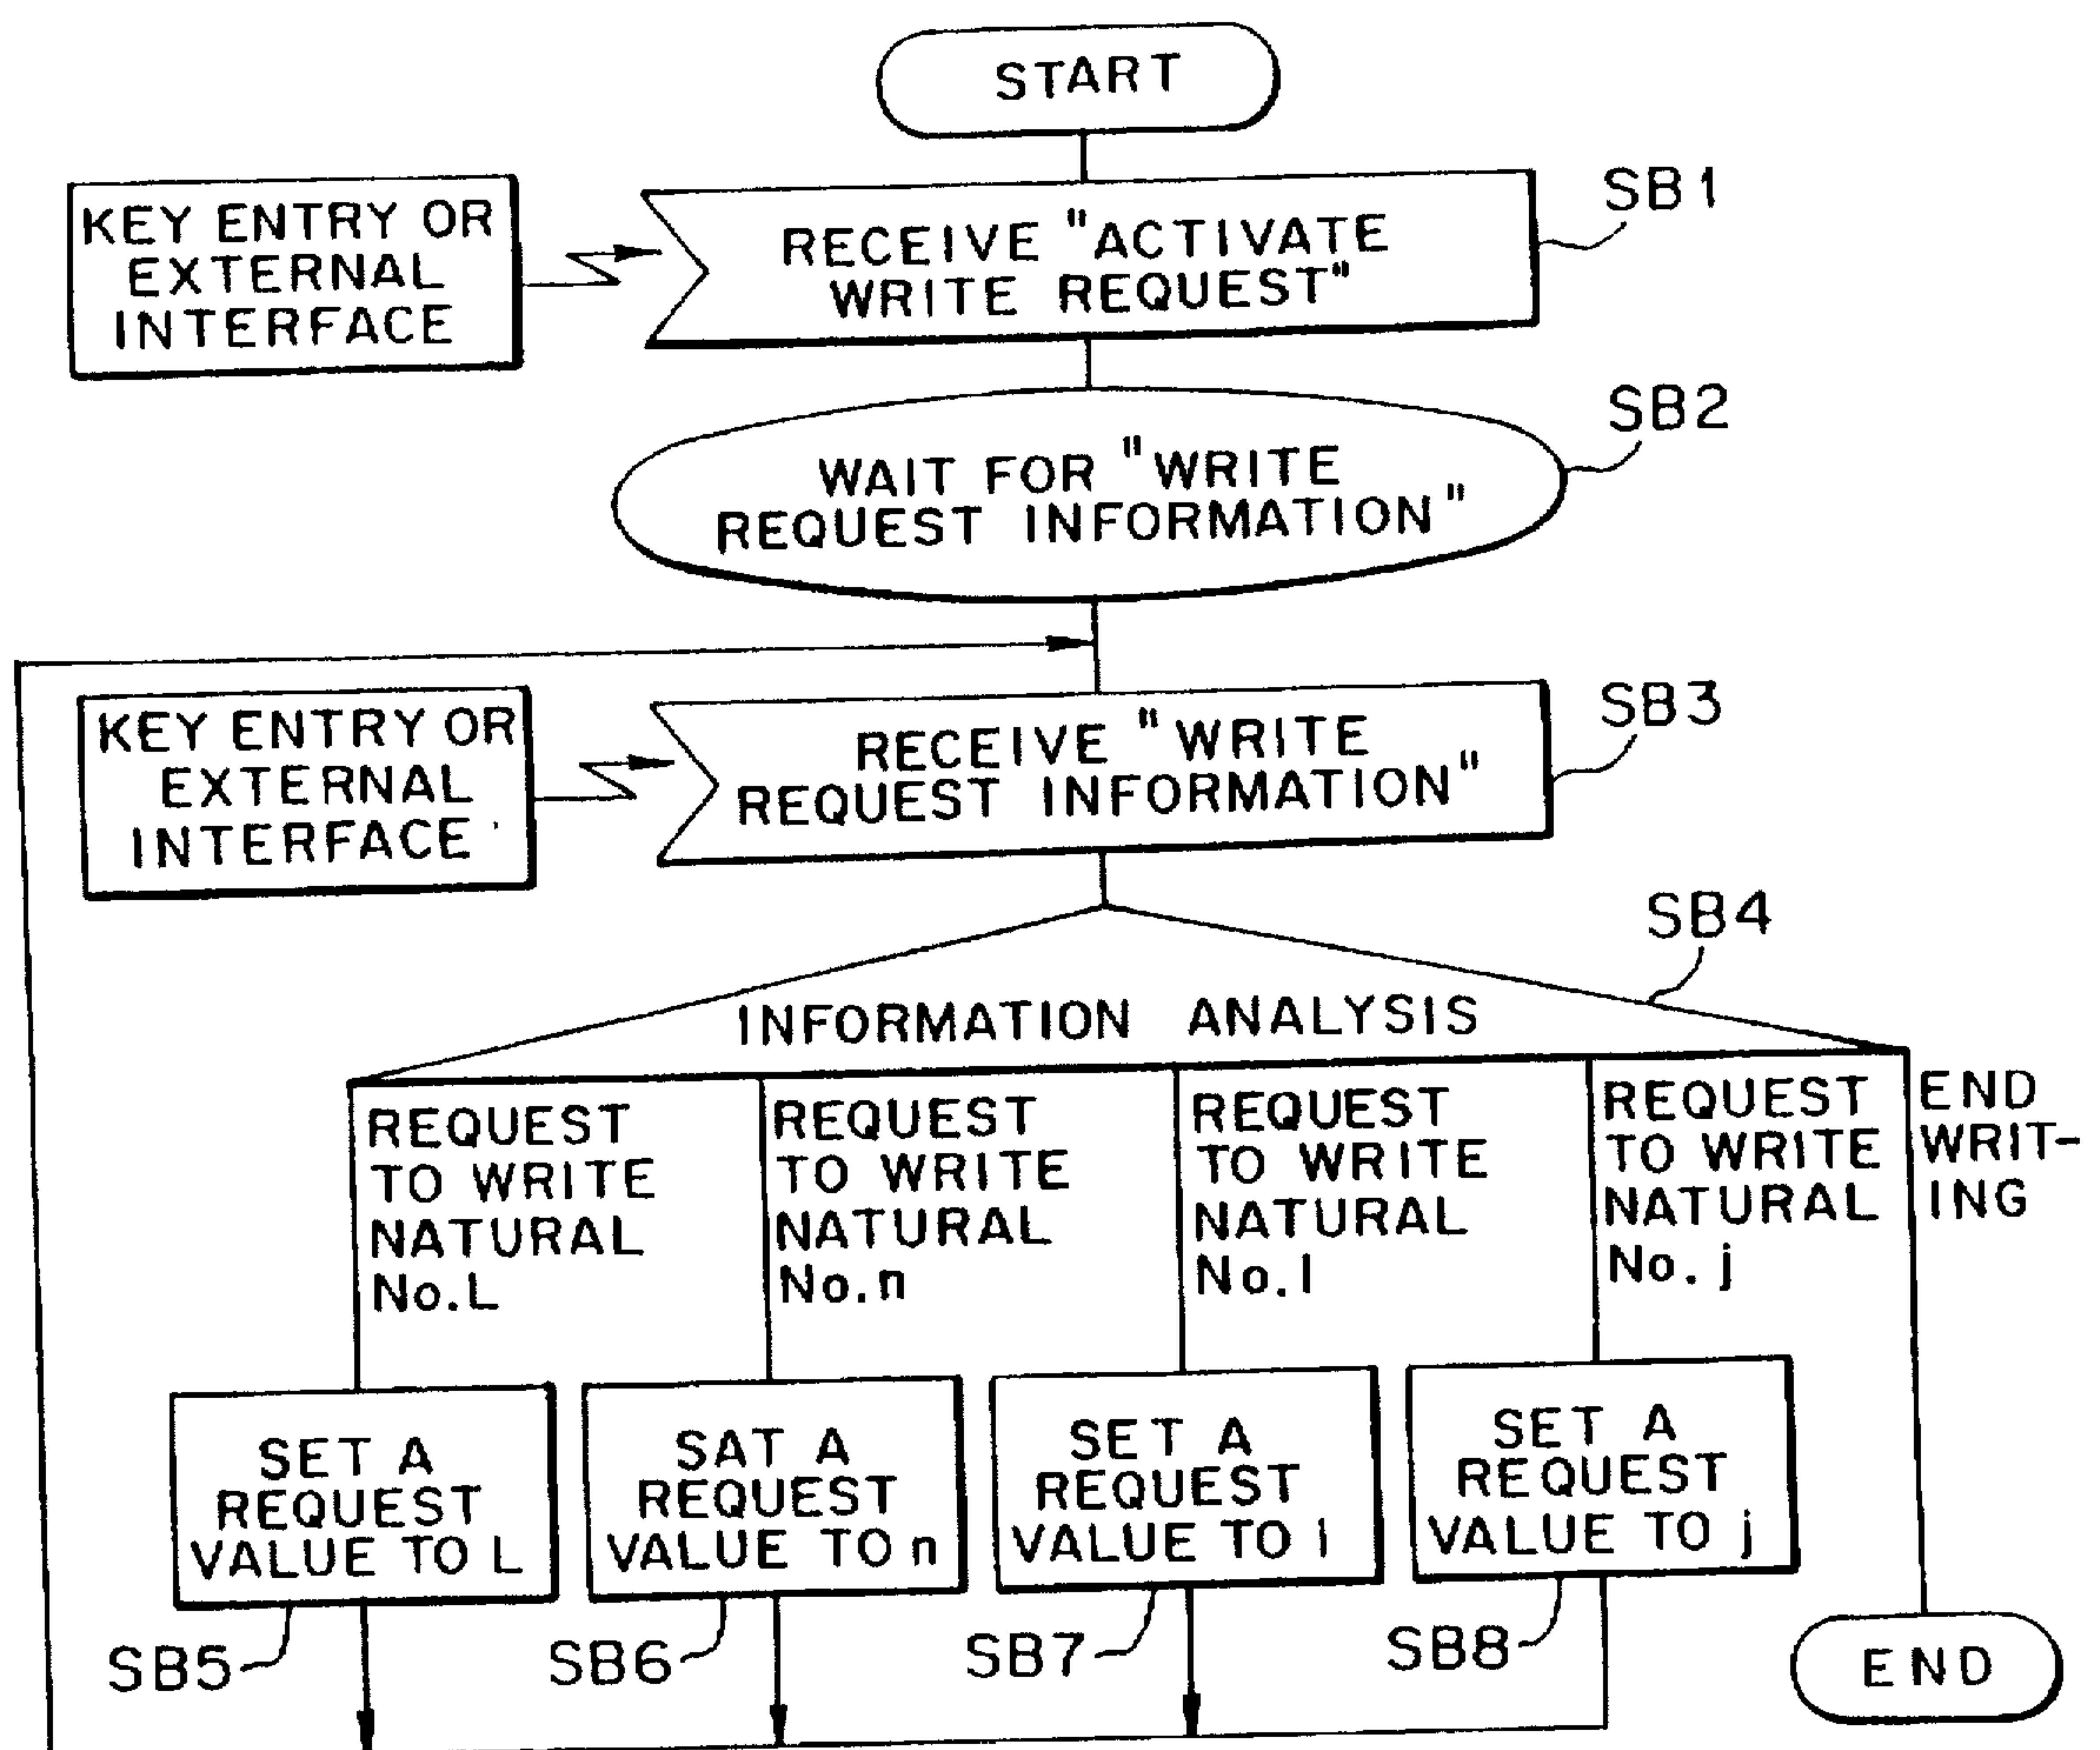 START
KEY ENTRY OR
EXTERNAL
INTERFACE
RECEIVE "ACTIVATE
WRITE REQUEST"
SB1
WAIT FOR "WRITE
REQUEST INFORMATION"
SB2
KEY ENTRY OR
EXTERNAL
INTERFACE
RECEIVE "WRITE
REQUEST INFORMATION"
SB3
INFORMATION ANALYSIS
SB4
REQUEST
TO WRITE
NATURAL
No.L
REQUEST
TO WRITE
NATURAL
No.n
REQUEST
TO WRITE
NATURAL
No.I
REQUEST
TO WRITE
NATURAL
No.j
END
WRIT-
ING
SET A
REQUEST
VALUE TO L
SB5
SAT A
REQUEST
VALUE TO n
SB6
SET A
REQUEST
VALUE TO I
SB7
SET A
REQUEST
VALUE TO j
SB8
END